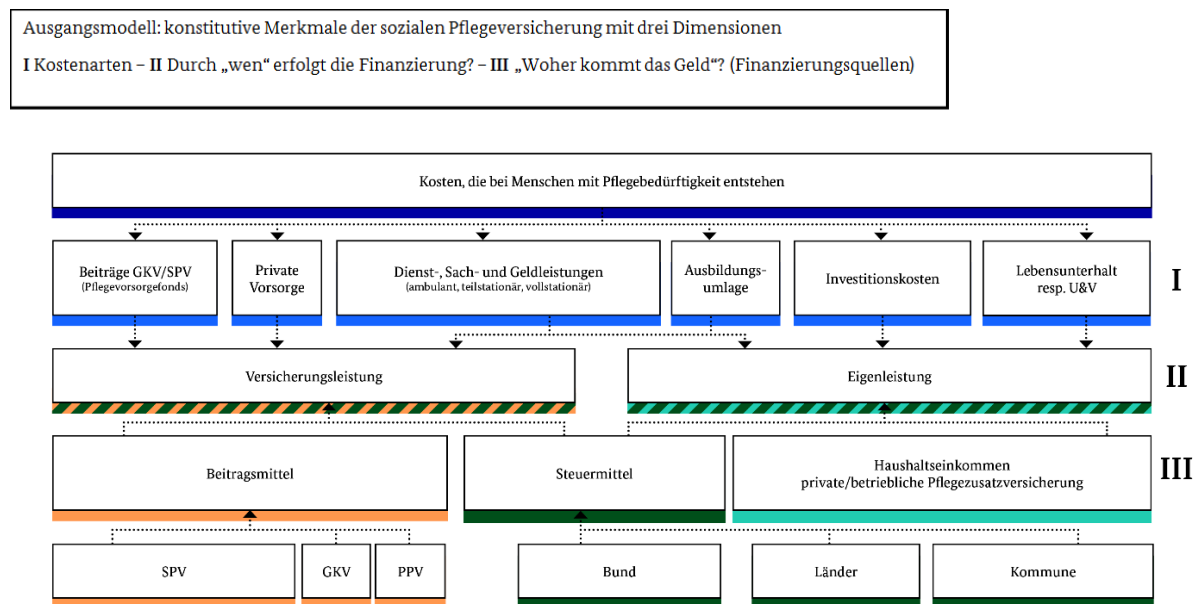 Ausgangsmodell: konstitutive Merkmale der sozialen Pflegeversicherung mit drei Dimensionen
I Kostenarten – II Durch „wen“ erfolgt die Finanzierung? – III „Woher kommt das Geld“? (Finanzierungsquellen)
Kosten, die bei Menschen mit Pflegebedürftigkeit entstehen
Beiträge GKV/SPV
(Pflegevorsorgefonds)
Private
Vorsorge
Dienst-, Sach- und Geldleistungen
(ambulant, teilstationär, vollstationär)
Ausbildungs-
umlage
Investitionskosten
Lebensunterhalt
resp. U&V
I
Versicherungsleistung
Eigenleistung
II
Beitragsmittel
Steuermittel
Haushaltseinkommen
private/betriebliche Pflegezusatzversicherung
III
SPV
GKV
PPV
Bund
Länder
Kommune